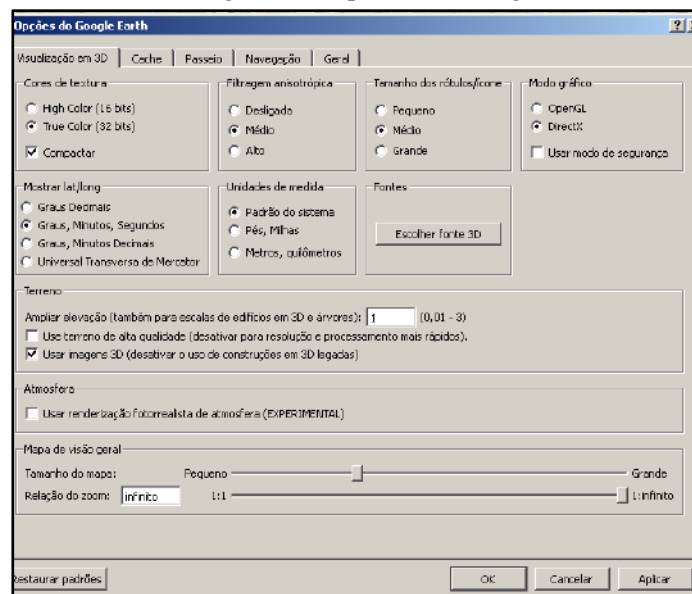 Opções do Google Earth
Visualização em 3D Cache Passeio Navegação Geral
Cores de textura Filtragem anisotrópica Tamanho dos rótulos/ícone Modo gráfico
High Color (16 bits) Desligada Pequeno OpenGL
True Color (32 bits) Médio Médio DirectX
Compactar Alto Grande Usar modo de segurança
Mostrar lat/long Unidades de medida Fontes
Graus Decimais Padrão do sistema
Graus, Minutos, Segundos Pés, Milhas Escolher fonte 3D
Graus, Minutos Decimais Metros, quilômetros
Universal Transversa de Mercator
Terreno
Ampliar elevação (também para escalas de edifícios em 3D e árvores): 1 (0,01 - 3)
Use terreno de alta qualidade (desativar para resolução e processamento mais rápidos).
Usar imagens 3D (desativar o uso de construções em 3D legadas)
Atmosfera
Usar renderização fotorrealista de atmosfera (EXPERIMENTAL)
Mapa de visão geral
Tamanho do mapa: Pequeno Grande
Relação do zoom: infinito 1:1 1:infinito
Restaurar padrões OK Cancelar Aplicar